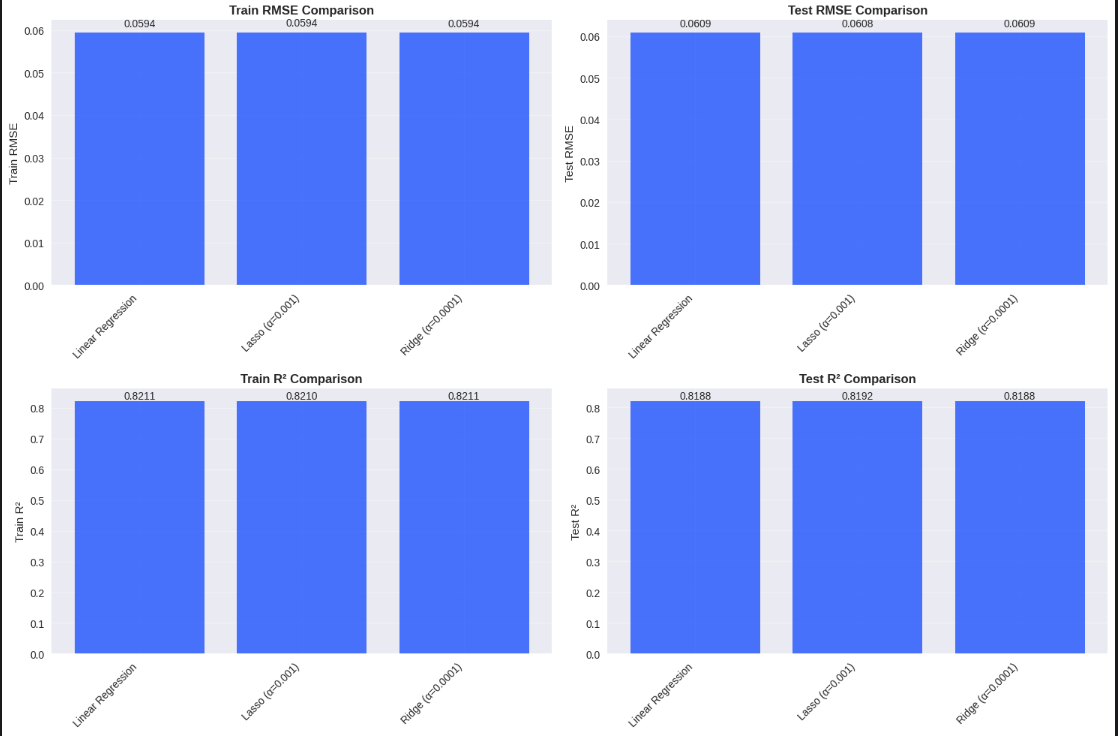 Train RMSE Comparison
0.0594 0.0594 0.0594
0.06
0.05
0.04
0.03
0.02
0.01
0.00
Train RMSE
Linear Regression
Lasso (α=0.001)
Ridge (α=0.0001)
Test RMSE Comparison
0.0609 0.0608 0.0609
0.06
0.05
0.04
0.03
0.02
0.01
0.00
Test RMSE
Linear Regression
Lasso (α=0.001)
Ridge (α=0.0001)
Train R² Comparison
0.8211 0.8210 0.8211
0.8
0.7
0.6
0.5
0.4
0.3
0.2
0.1
0.0
Train R²
Linear Regression
Lasso (α=0.001)
Ridge (α=0.0001)
Test R² Comparison
0.8188 0.8192 0.8188
0.8
0.7
0.6
0.5
0.4
0.3
0.2
0.1
0.0
Test R²
Linear Regression
Lasso (α=0.001)
Ridge (α=0.0001)